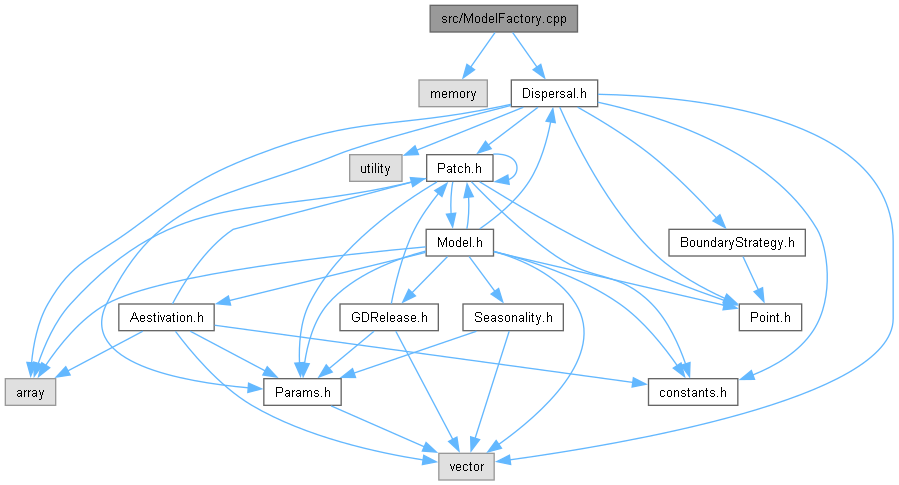 src/ModelFactory.cpp
memory
Dispersal.h
utility
Patch.h
Model.h
BoundaryStrategy.h
Aestivation.h
GDRelease.h
Seasonality.h
Point.h
array
Params.h
constants.h
vector